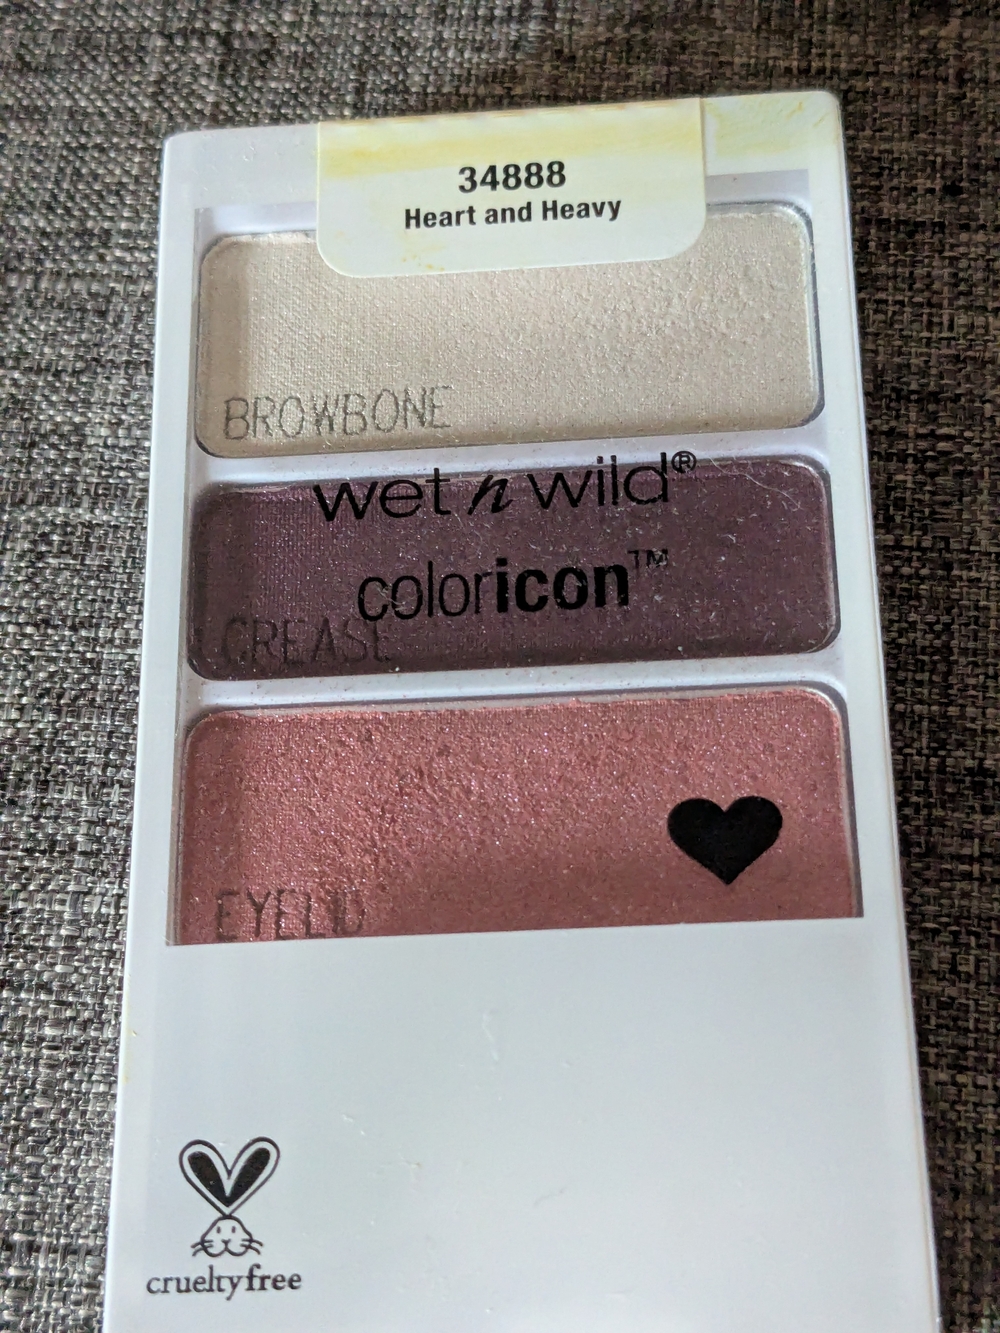 34888
Heart and Heavy
BROWBONE
wet n wild®
coloricon™
CREASE
EYELID
crueltyfree